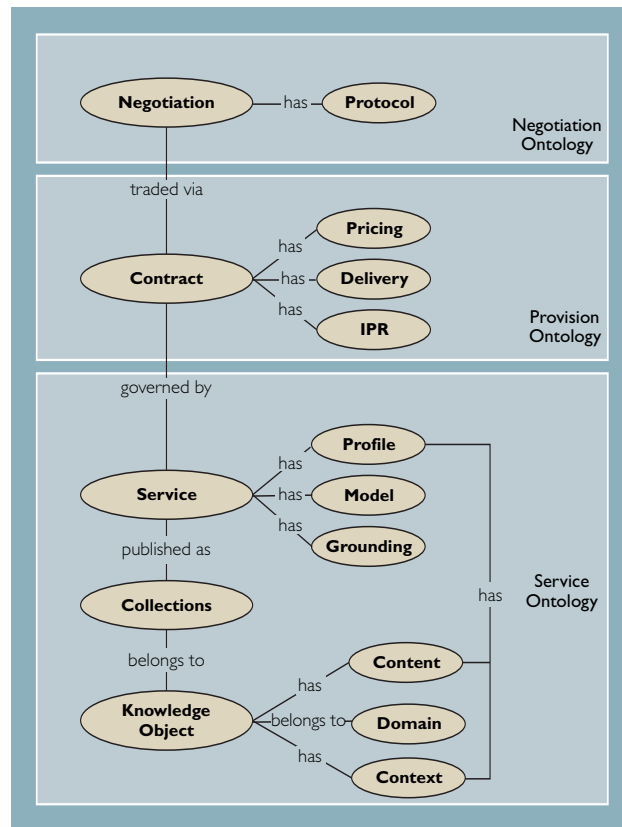 Negotiation
has
Protocol
Negotiation
Ontology
traded via
Pricing
has
Contract
has
Delivery
has
IPR
Provision
Ontology
governed by
Profile
has
Service
has
Model
has
Grounding
published as
Collections
has
Service
Ontology
belongs to
Content
has
Knowledge
Object
belongs to
Domain
has
Context